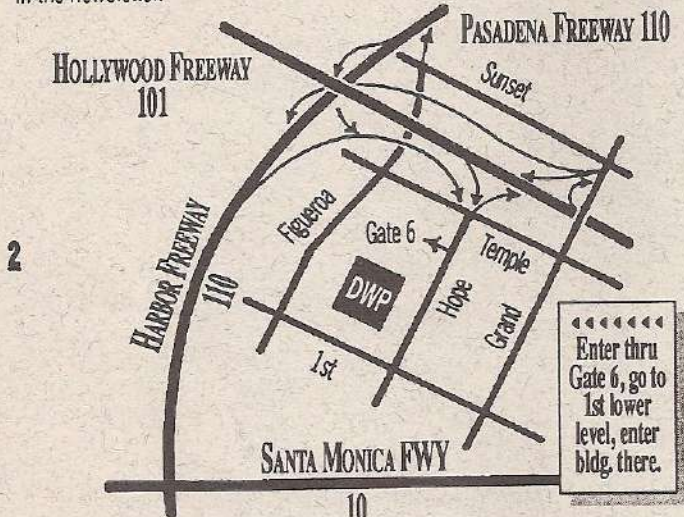 PASADENA FREEWAY 110
HOLLYWOOD FREEWAY
101
Sunset
2
HARBOR FREEWAY
110
Figueroa
Gate 6
DWP
Temple
Hope
Grand
1st
Enter thru
Gate 6, go to
1st lower
level, enter
bldg. there.
SANTA MONICA FWY
10